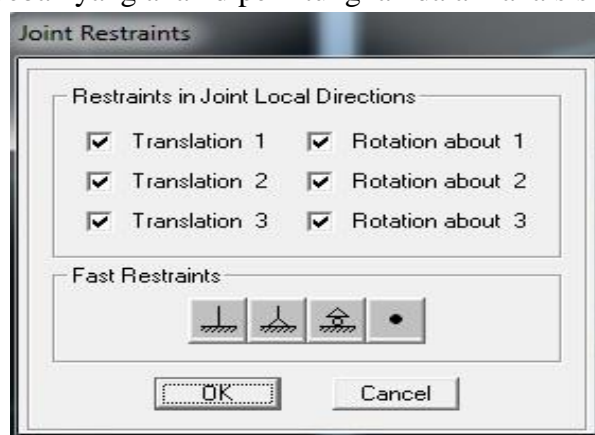 Joint Restraints
Restraints in Joint Local Directions
Translation 1 Rotation about 1
Translation 2 Rotation about 2
Translation 3 Rotation about 3
Fast Restraints
OK Cancel